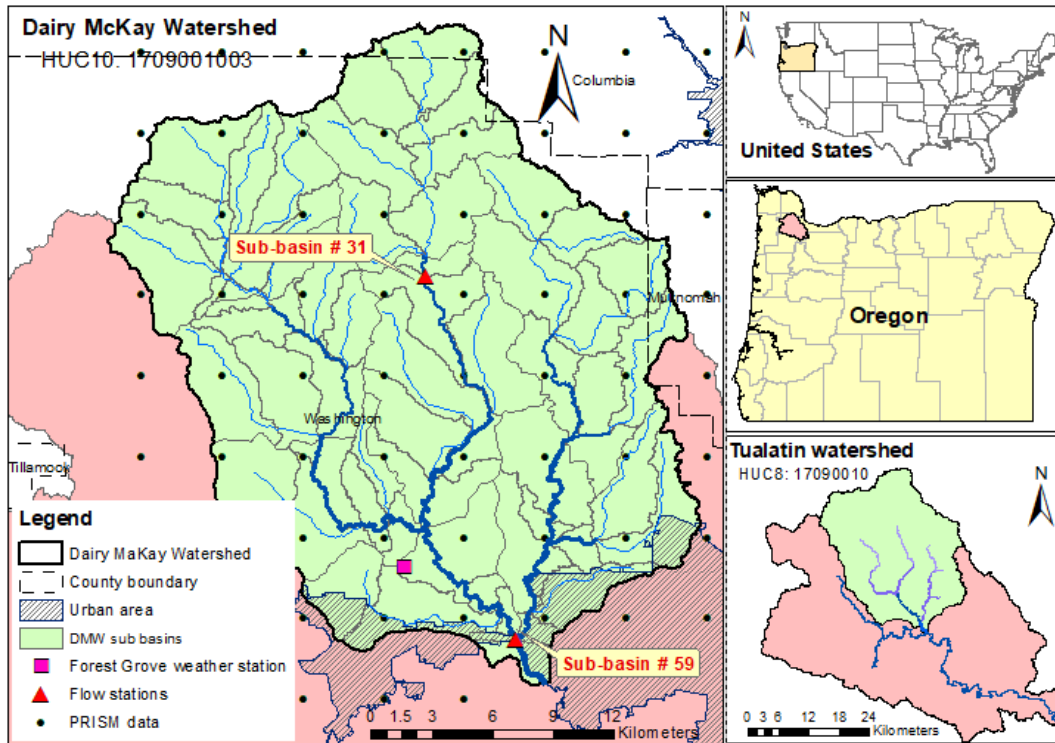 Dairy McKay Watershed
HUC10: 1709001003
N
Columbia
Sub-basin # 31
Multnomah
Washington
Tillamook
Legend
Dairy MaKay Watershed
County boundary
Urban area
DMW sub basins
Forest Grove weather station
Flow stations
PRISM data
Sub-basin # 59
0 1.5 3 6 9 12
Kilometers
N
United States
Oregon
Tualatin watershed
HUC8: 17090010
N
0 3 6 12 18 24
Kilometers